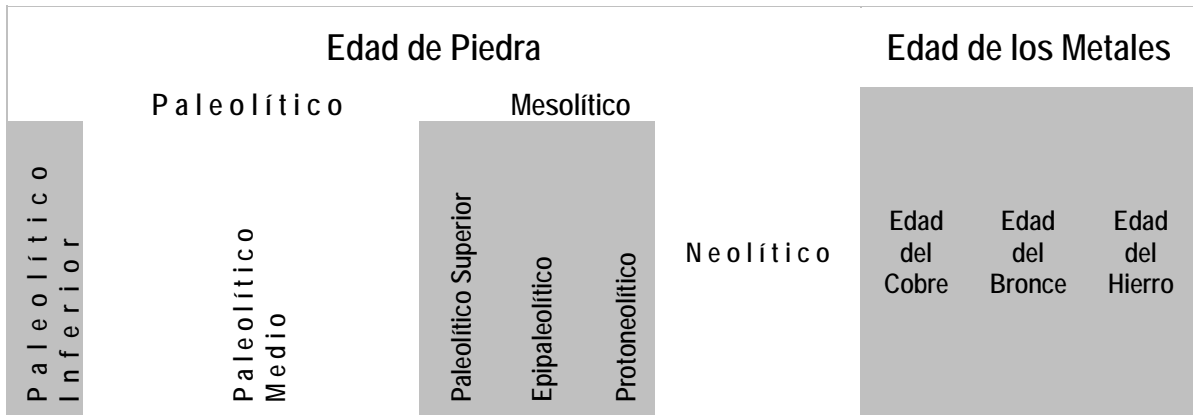 Edad de Piedra
Edad de los Metales
Paleolítico
Mesolítico
Paleolítico
Inferior
Paleolítico
Medio
Paleolítico Superior
Epipaleolítico
Protoneolítico
Neolítico
Edad
del
Cobre
Edad
del
Bronce
Edad
del
Hierro